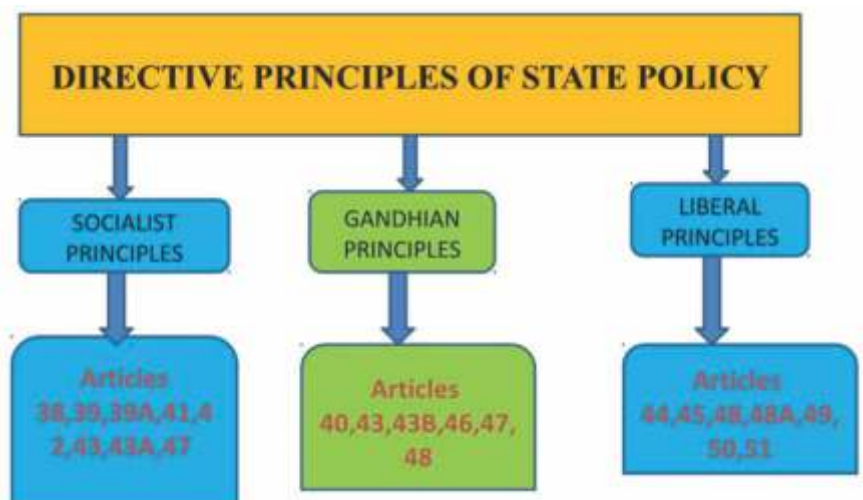 DIRECTIVE PRINCIPLES OF STATE POLICY
SOCIALIST
PRINCIPLES
GANDHIAN
PRINCIPLES
LIBERAL
PRINCIPLES
Articles
38,39,39A,41,4
2,43,43A,47
Articles
40,43,43B,46,47,
48
Articles
44,45,48,48A,49,
50,51